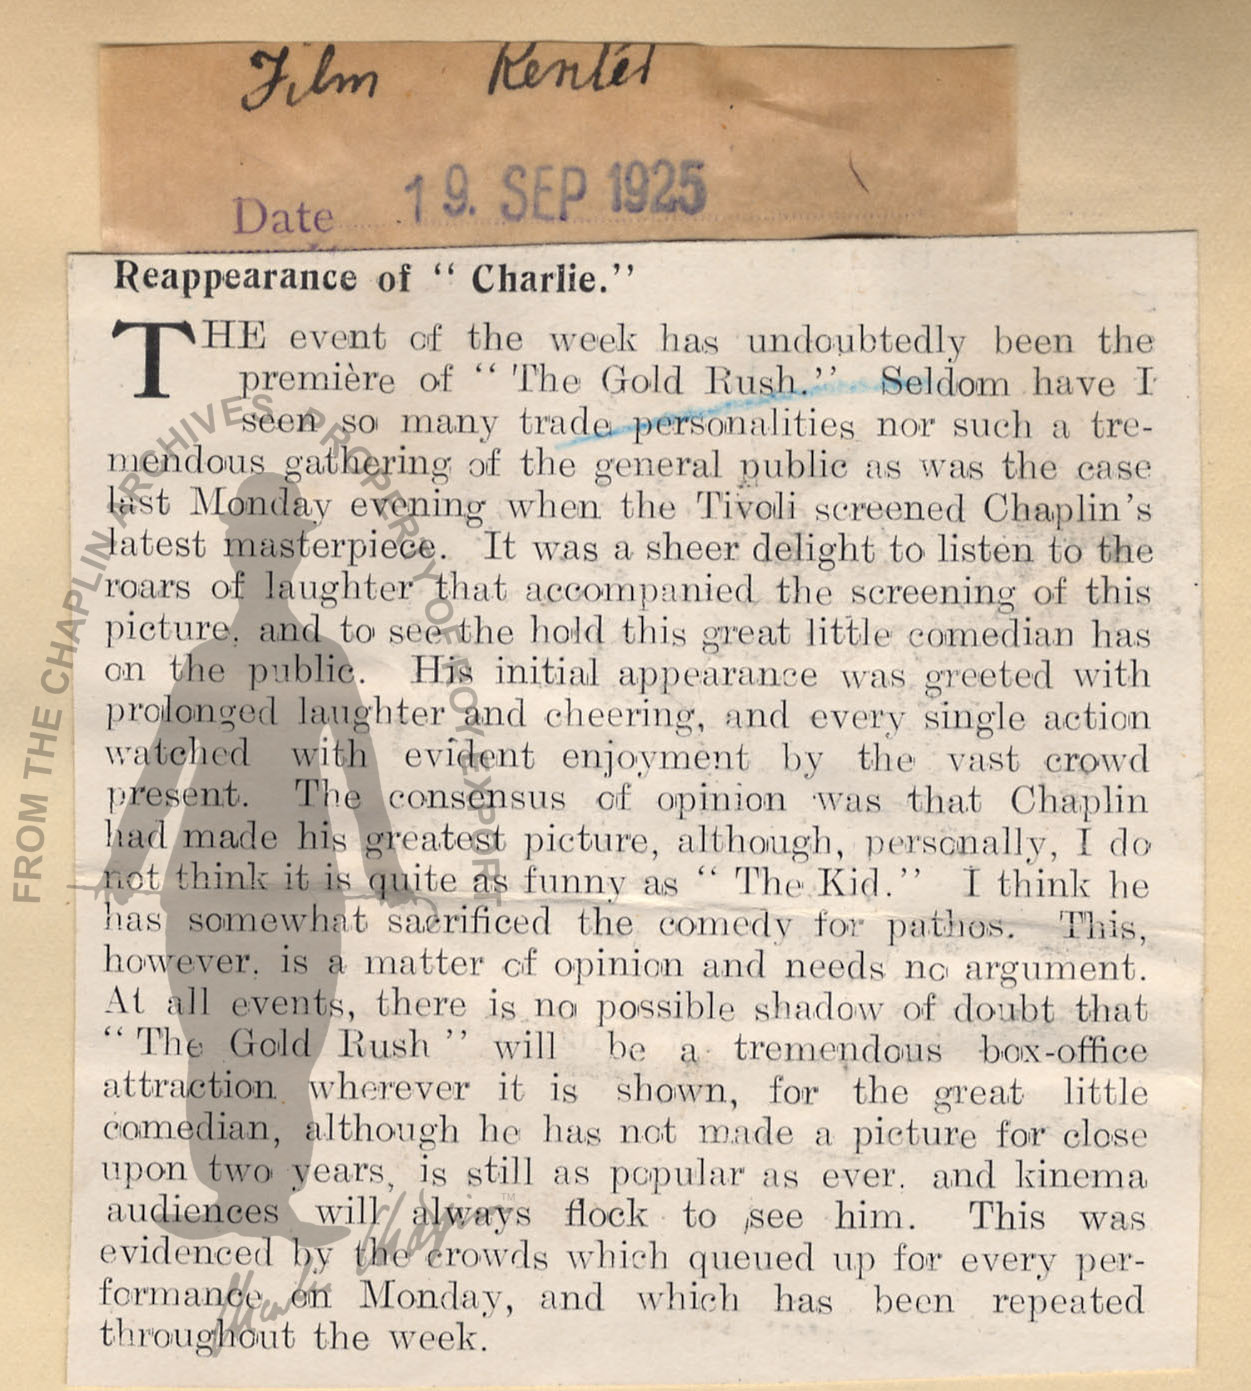 Film Renter
Date 19. SEP 1925
Reappearance of “ Charlie.”
THE event of the week has undoubtedly been the
première of “ The Gold Rush.” Seldom have I
seen so many trade personalities nor such a tre-
mendous gathering of the general public as was the case
last Monday evening when the Tivoli screened Chaplin’s
latest masterpiece. It was a sheer delight to listen to the
roars of laughter that accompanied the screening of this
picture, and to see the hold this great little comedian has
on the public. His initial appearance was greeted with
prolonged laughter and cheering, and every single action
watched with evident enjoyment by the vast crowd
present. The consensus of opinion was that Chaplin
had made his greatest picture, although, personally, I do
not think it is quite as funny as “ The Kid.” I think he
has somewhat sacrificed the comedy for pathos. This,
however, is a matter of opinion and needs no argument.
At all events, there is no possible shadow of doubt that
“ The Gold Rush ” will be a tremendous box-office
attraction wherever it is shown, for the great little
comedian, although he has not made a picture for close
upon two years, is still as popular as ever, and kinema
audiences will always flock to see him. This was
evidenced by the crowds which queued up for every per-
formance on Monday, and which has been repeated
throughout the week.
FROM THE CHAPLIN ARCHIVES PROPERTY OF ROY EXPORT
Charlie Chaplin ™